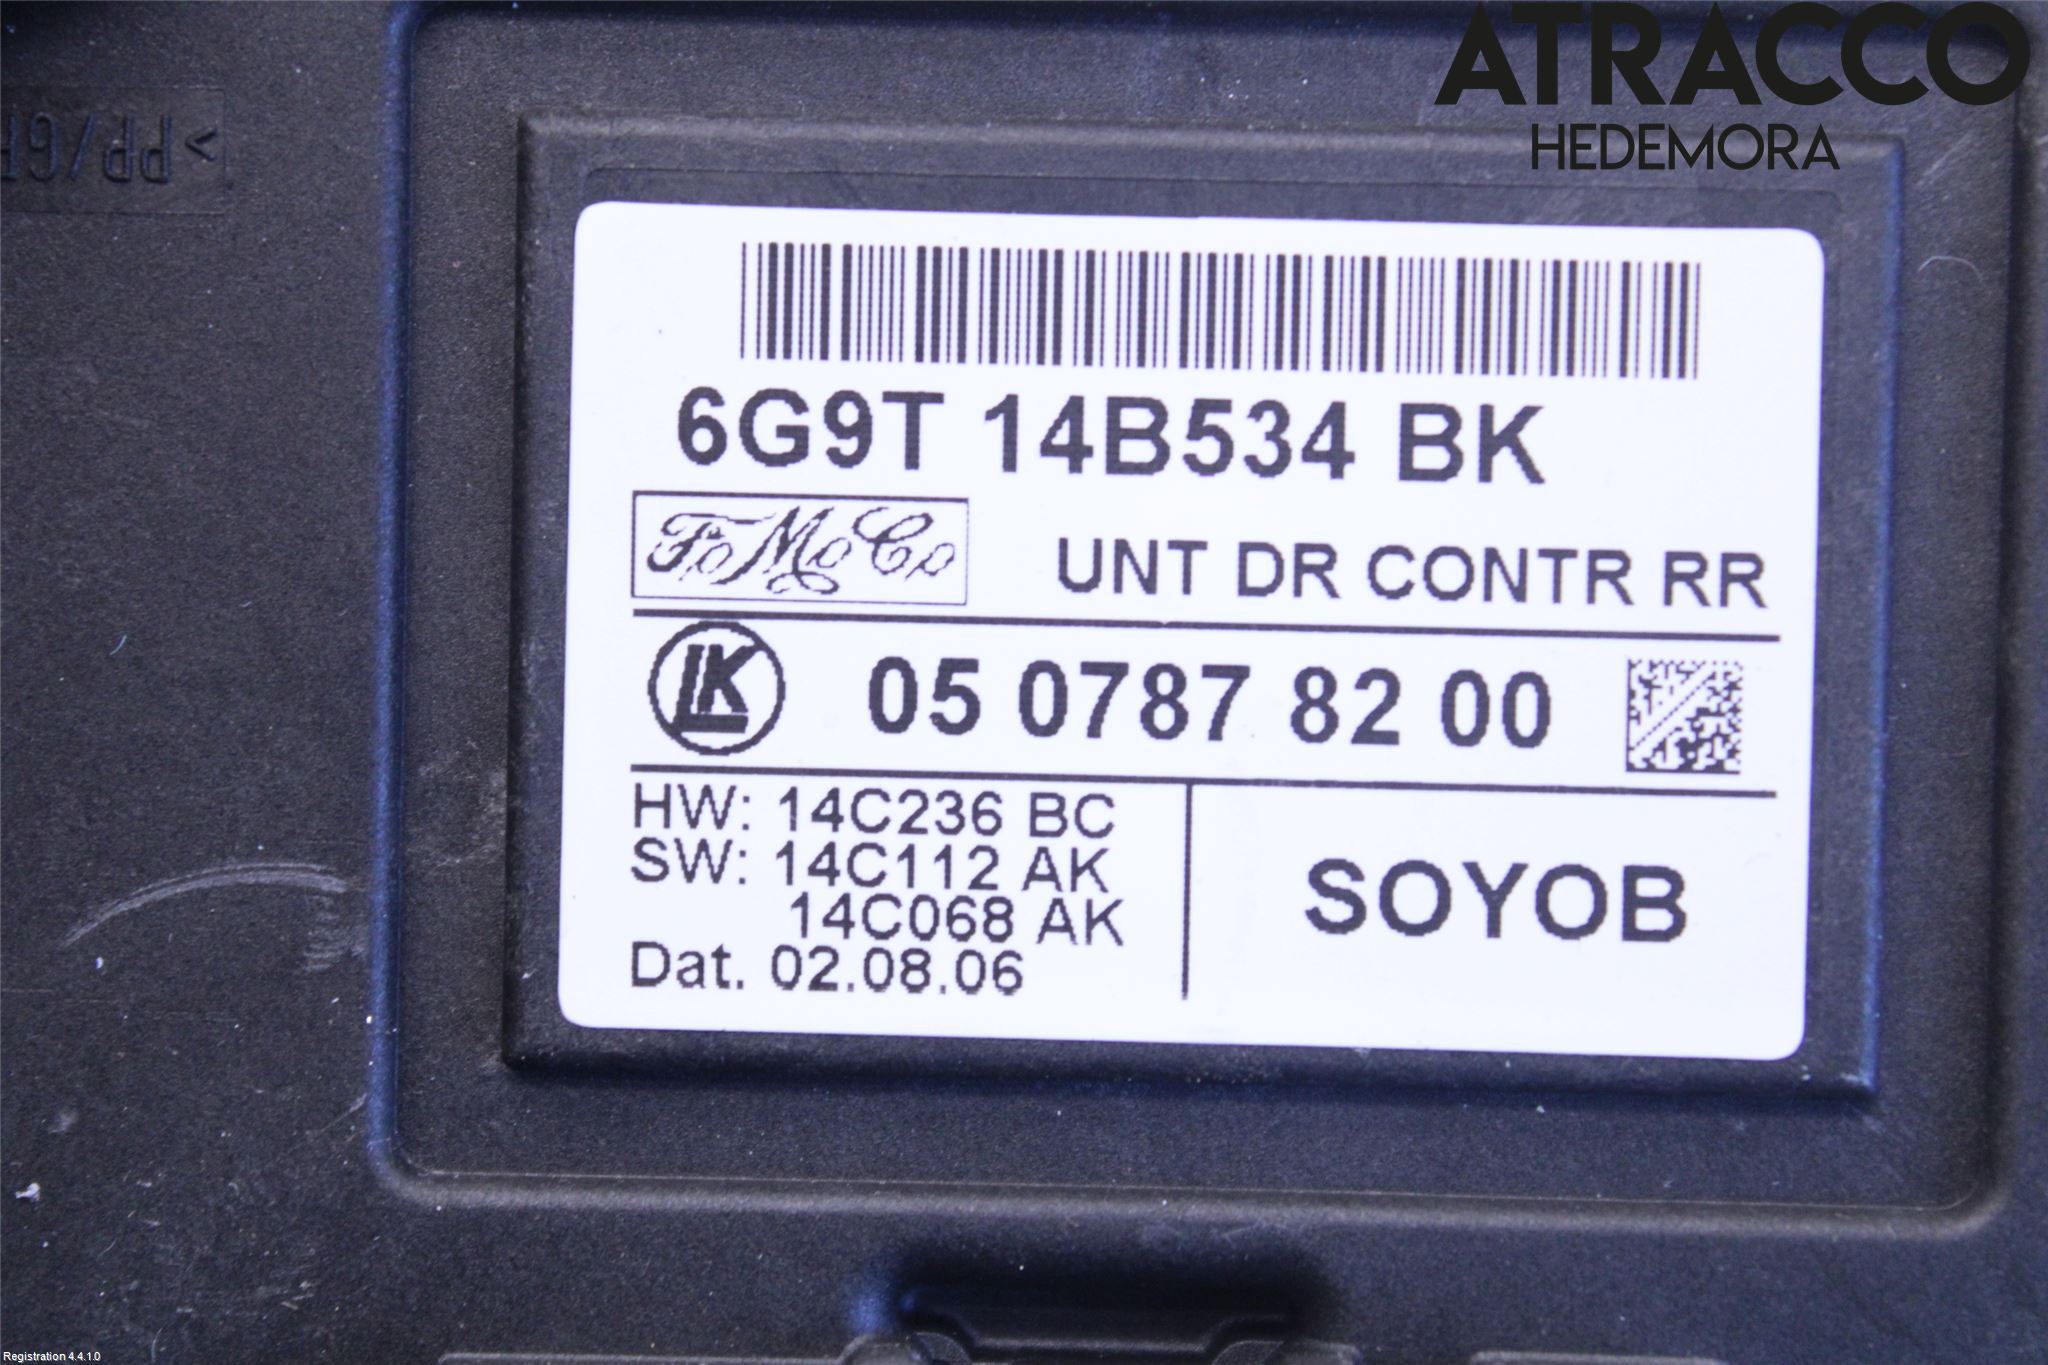 ATRACCO
HEDEMORA
>PP/GF
6G9T 14B534 BK
FoMoCo
UNT DR CONTR RR
LK
05 0787 82 00
HW: 14C236 BC
SW: 14C112 AK
14C068 AK
Dat. 02.08.06
SOYOB
Registration 4.4.1.0